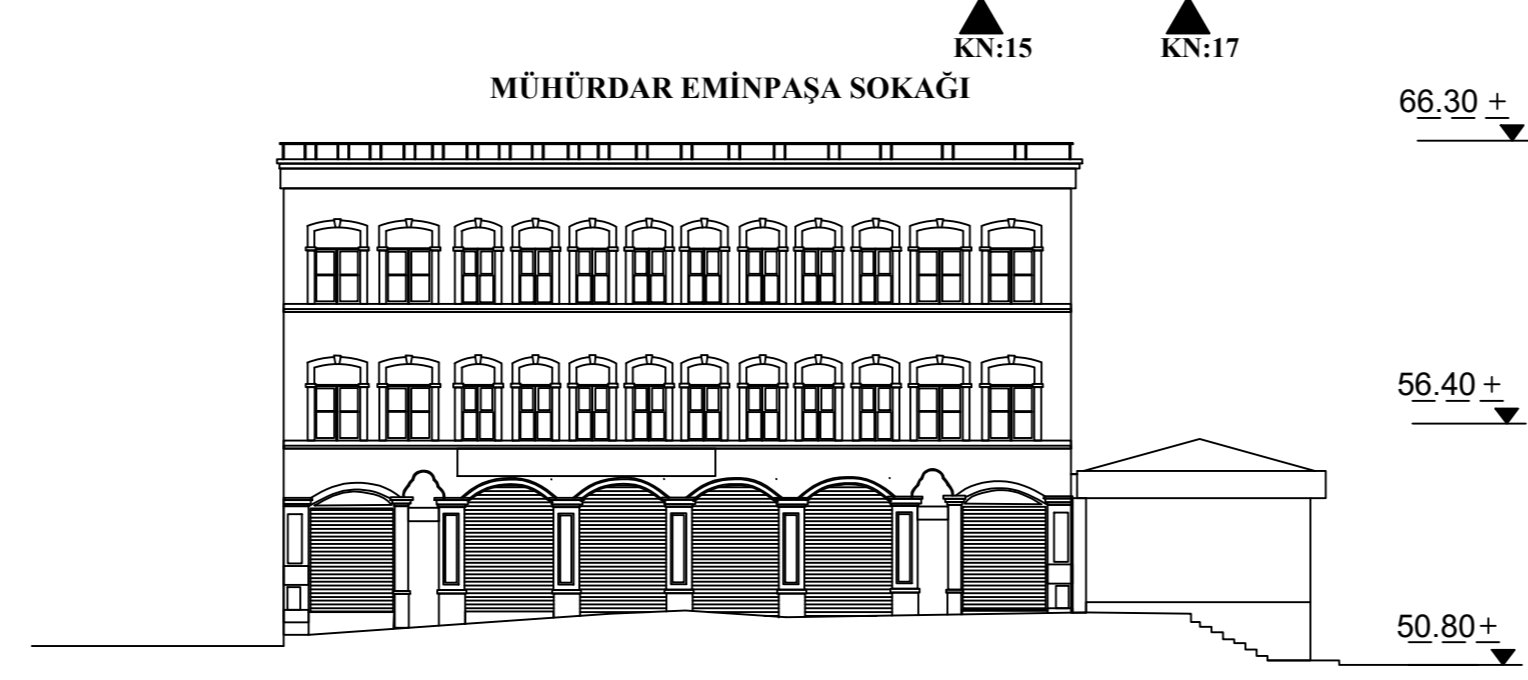 KN:15 KN:17
MÜHÜRDAR EMİNPAŞA SOKAĞI
66.30 +
56.40 +
50.80 +